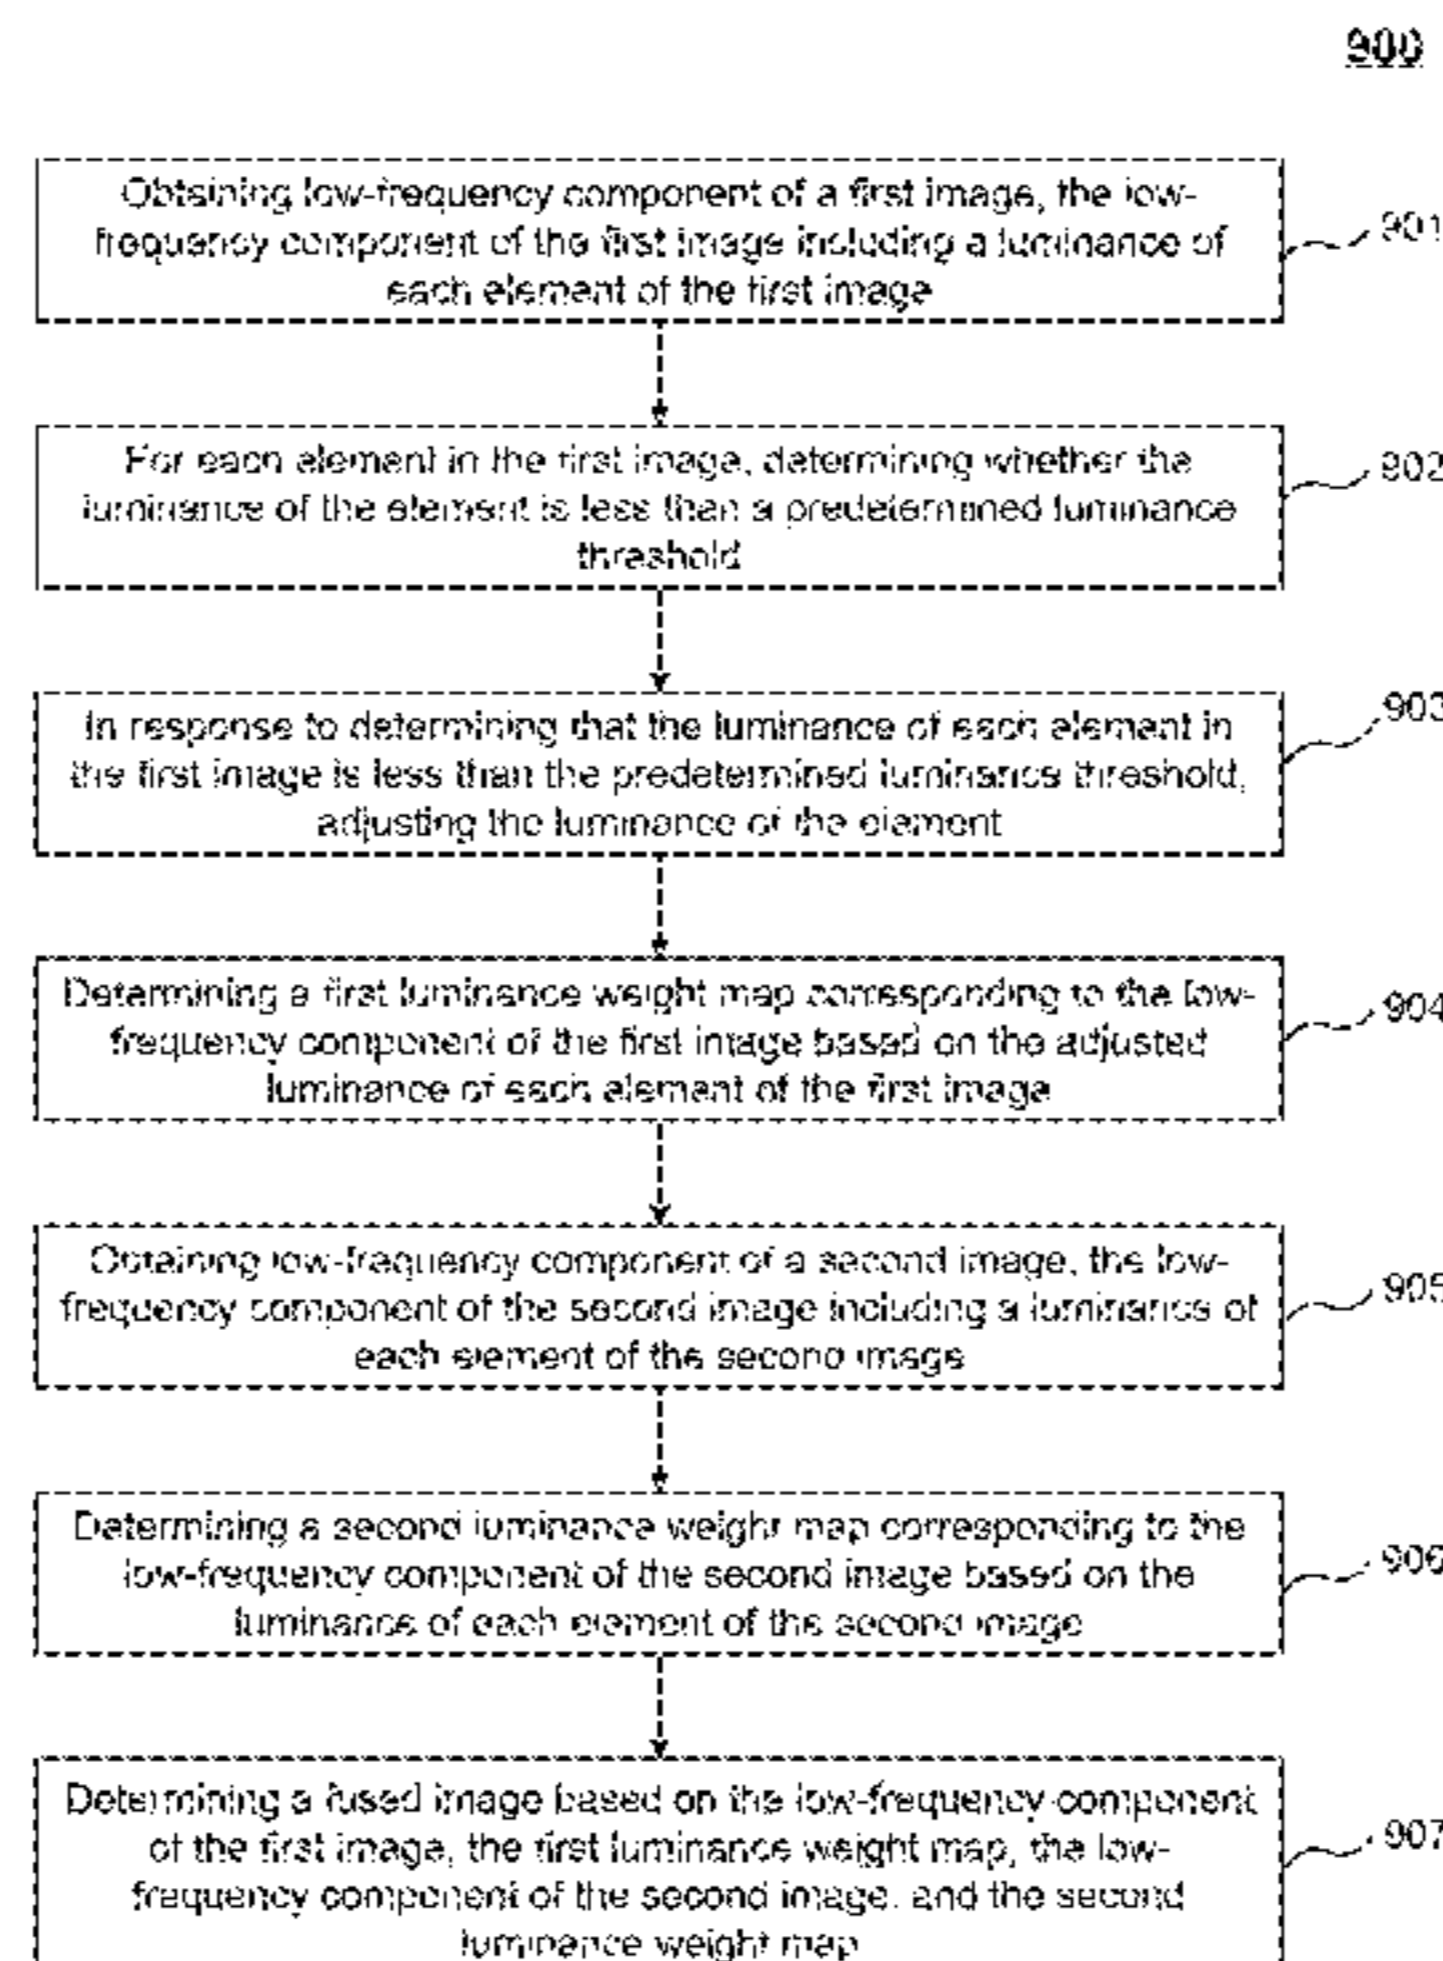 900
Obtaining low-frequency component of a first image, the low-
frequency component of the first image including a luminance of
each element of the first image
901
For each element in the first image, determining whether the
luminance of the element is less than a predetermined luminance
threshold
902
In response to determining that the luminance of each element in
the first image is less than the predetermined luminance threshold,
adjusting the luminance of the element
903
Determining a first luminance weight map corresponding to the low-
frequency component of the first image based on the adjusted
luminance of each element of the first image
904
Obtaining low-frequency component of a second image, the low-
frequency component of the second image including a luminance of
each element of the second image
905
Determining a second luminance weight map corresponding to the
low-frequency component of the second image based on the
luminance of each element of the second image
906
Determining a fused image based on the low-frequency component
of the first image, the first luminance weight map, the low-
frequency component of the second image, and the second
luminance weight map
907